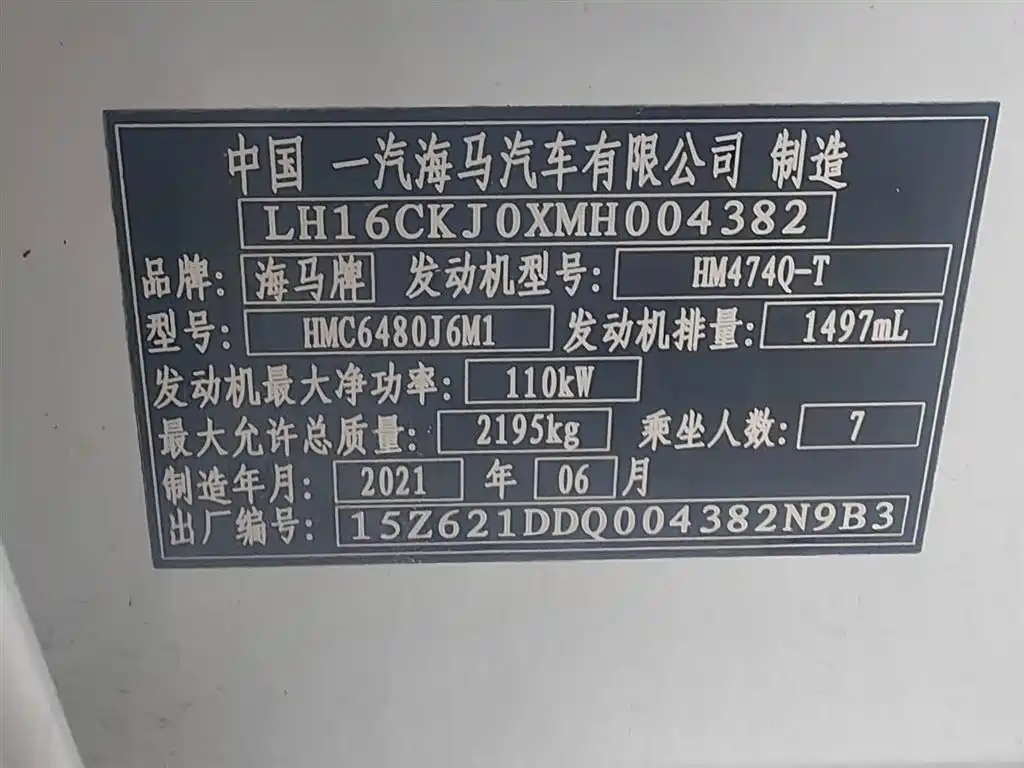 中国 一汽海马汽车有限公司 制造
LH16CKJ0XMH004382
品牌: 海马牌 发动机型号: HM474Q-T
型号: HMC6480J6M1 发动机排量: 1497mL
发动机最大净功率: 110kW
最大允许总质量: 2195kg 乘坐人数: 7
制造年月: 2021 年 06 月
出厂编号: 15Z621DDQ004382N9B3